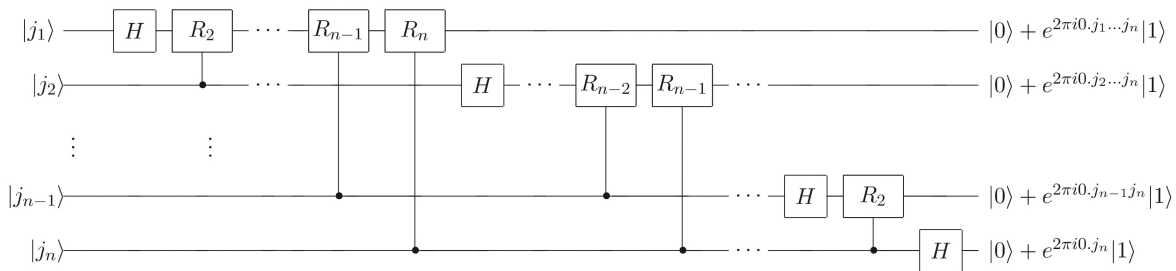 |j₁⟩ H R₂ ··· Rₙ₋₁ Rₙ |0⟩ + e^{2πi0.j₁...jₙ}|1⟩
|j₂⟩ ··· H ··· Rₙ₋₂ Rₙ₋₁ ··· |0⟩ + e^{2πi0.j₂...jₙ}|1⟩
⋮ ⋮
|jₙ₋₁⟩ ··· H R₂ |0⟩ + e^{2πi0.jₙ₋₁jₙ}|1⟩
|jₙ⟩ ··· H |0⟩ + e^{2πi0.jₙ}|1⟩